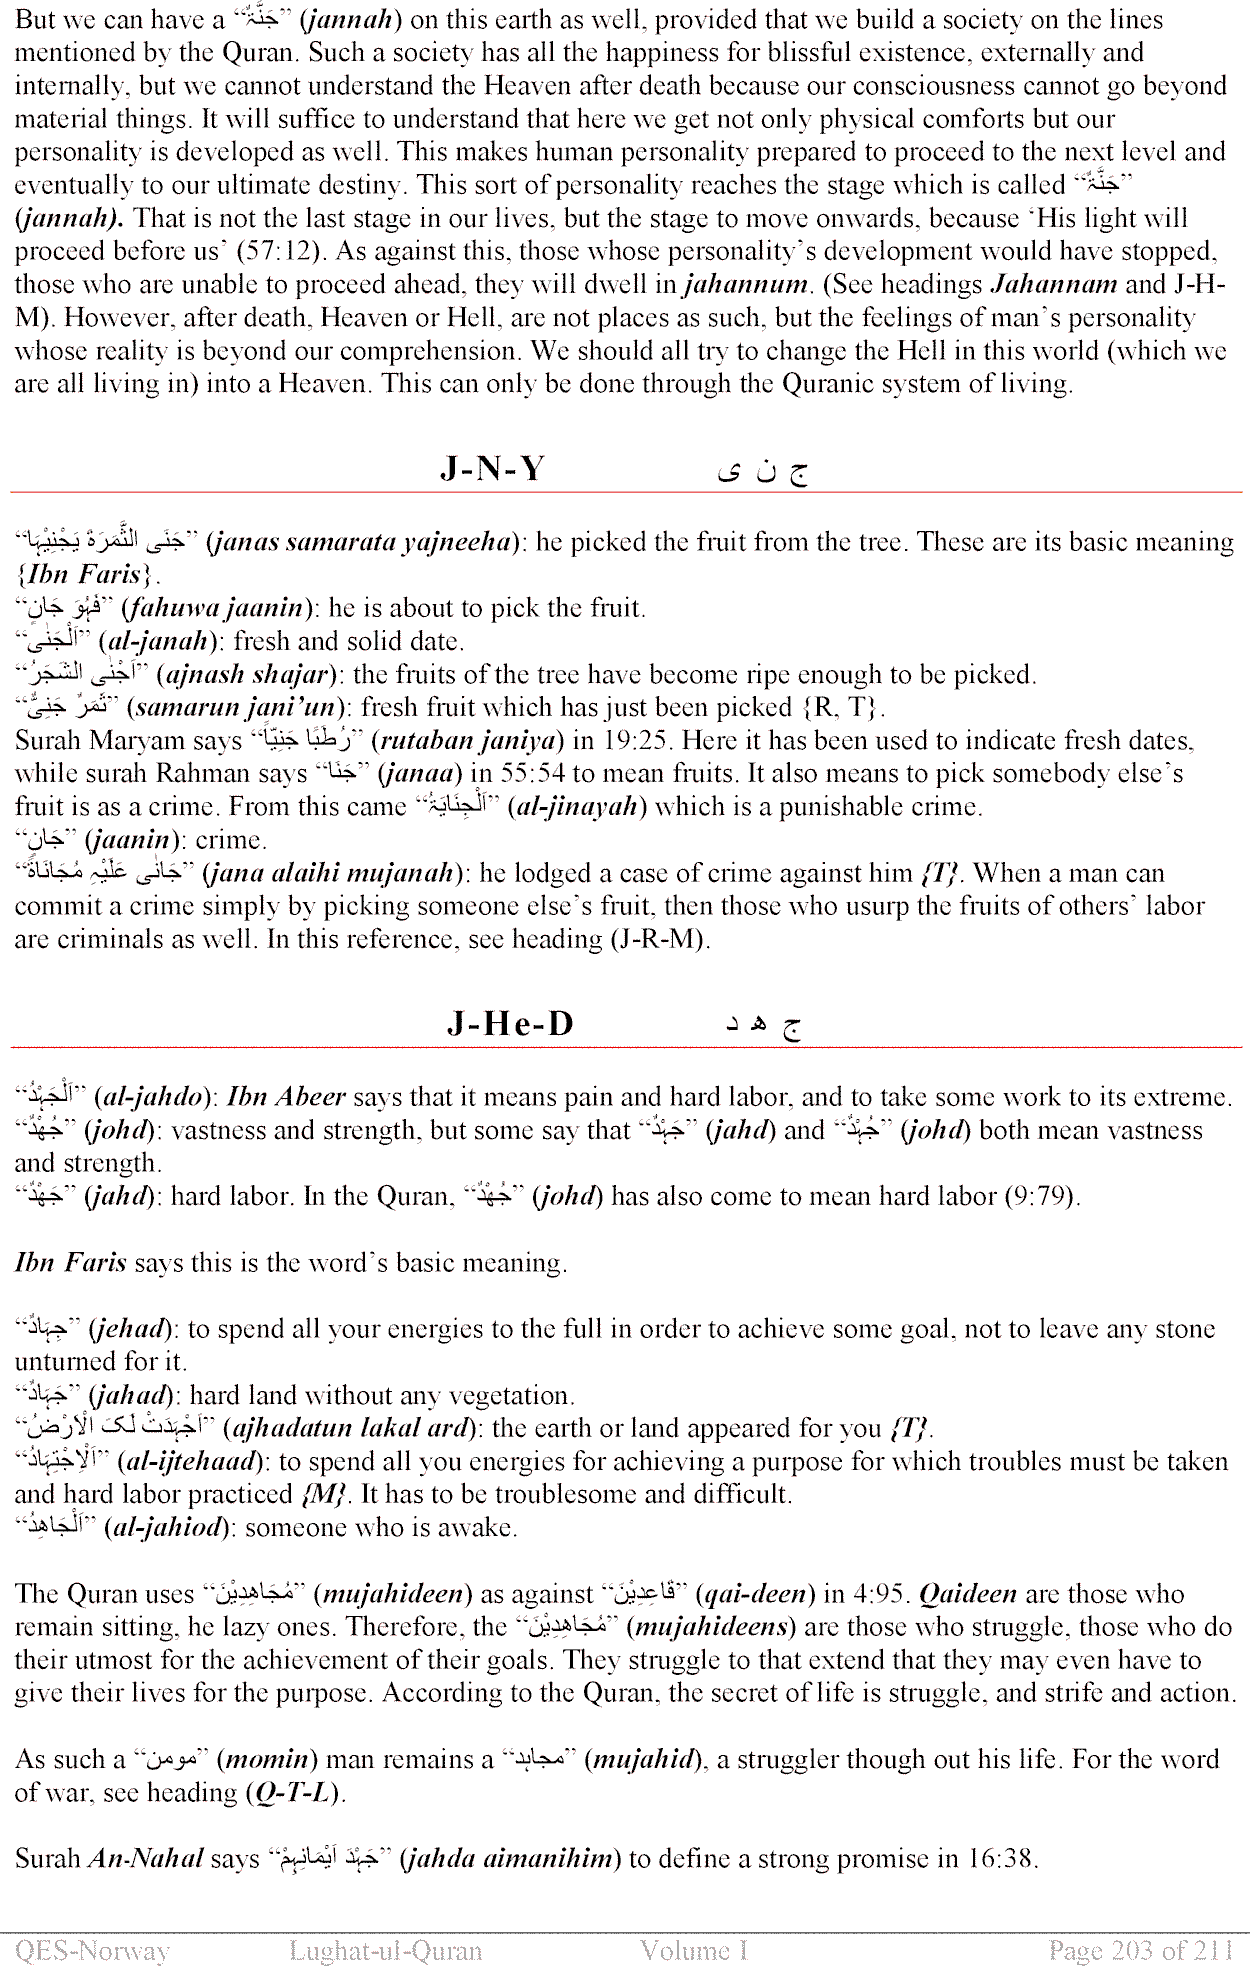 But we can have a “جَنَّۃٌ” (jannah) on this earth as well, provided that we build a society on the lines
mentioned by the Quran. Such a society has all the happiness for blissful existence, externally and
internally, but we cannot understand the Heaven after death because our consciousness cannot go beyond
material things. It will suffice to understand that here we get not only physical comforts but our
personality is developed as well. This makes human personality prepared to proceed to the next level and
eventually to our ultimate destiny. This sort of personality reaches the stage which is called “جَنَّۃٌ”
(jannah). That is not the last stage in our lives, but the stage to move onwards, because ‘His light will
proceed before us’ (57:12). As against this, those whose personality’s development would have stopped,
those who are unable to proceed ahead, they will dwell in jahannum. (See headings Jahannam and J-H-
M). However, after death, Heaven or Hell, are not places as such, but the feelings of man’s personality
whose reality is beyond our comprehension. We should all try to change the Hell in this world (which we
are all living in) into a Heaven. This can only be done through the Quranic system of living.
J-N-Y ج ن ی
“جَنَی الثَّمَرَۃَ یَجْنِیْہَا” (janas samarata yajneeha): he picked the fruit from the tree. These are its basic meaning
{Ibn Faris}.
“فَہُوَ جَانٍ” (fahuwa jaanin): he is about to pick the fruit.
“اَلْجَنٰیُ” (al-janah): fresh and solid date.
“اَجْنٰی الشَجَرُ” (ajnash shajar): the fruits of the tree have become ripe enough to be picked.
“ثَمَرٌ جَنِیٌّ” (samarun jani’un): fresh fruit which has just been picked {R, T}.
Surah Maryam says “رُطَبًا جَنِیّاً” (rutaban janiya) in 19:25. Here it has been used to indicate fresh dates,
while surah Rahman says “جَنَا” (janaa) in 55:54 to mean fruits. It also means to pick somebody else’s
fruit is as a crime. From this came “اَلْجِنَایَۃُ” (al-jinayah) which is a punishable crime.
“جَانٍ” (jaanin): crime.
“جَانٰی عَلَیْہِ مُجَانَاۃً” (jana alaihi mujanah): he lodged a case of crime against him {T}. When a man can
commit a crime simply by picking someone else’s fruit, then those who usurp the fruits of others’ labor
are criminals as well. In this reference, see heading (J-R-M).
J-He-D ج ھ د
“اَلْجَہْدُ” (al-jahdo): Ibn Abeer says that it means pain and hard labor, and to take some work to its extreme.
“جُہْدٌ” (johd): vastness and strength, but some say that “جَہْدٌ” (jahd) and “جُہْدٌ” (johd) both mean vastness
and strength.
“جَہْدٌ” (jahd): hard labor. In the Quran, “جُہْدٌ” (johd) has also come to mean hard labor (9:79).
Ibn Faris says this is the word’s basic meaning.
“جِہَادٌ” (jehad): to spend all your energies to the full in order to achieve some goal, not to leave any stone
unturned for it.
“جَہَادٌ” (jahad): hard land without any vegetation.
“اَجْہَدَتْ لَکَ الْاَرْضُ” (ajhadatun lakal ard): the earth or land appeared for you {T}.
“اَلْاِجْتِہَادُ” (al-ijtehaad): to spend all you energies for achieving a purpose for which troubles must be taken
and hard labor practiced {M}. It has to be troublesome and difficult.
“اَلْجَاھِدُ” (al-jahiod): someone who is awake.
The Quran uses “مُجَاھِدِیْنَ” (mujahideen) as against “قَاعِدِیْنَ” (qai-deen) in 4:95. Qaideen are those who
remain sitting, he lazy ones. Therefore, the “مُجَاھِدِیْنَ” (mujahideens) are those who struggle, those who do
their utmost for the achievement of their goals. They struggle to that extend that they may even have to
give their lives for the purpose. According to the Quran, the secret of life is struggle, and strife and action.
As such a “مومن” (momin) man remains a “مجاہد” (mujahid), a struggler though out his life. For the word
of war, see heading (Q-T-L).
Surah An-Nahal says “جَہْدَ اَیْمَانِہِمْ” (jahda aimanihim) to define a strong promise in 16:38.
QES-Norway Lughat-ul-Quran Volume I Page 203 of 211